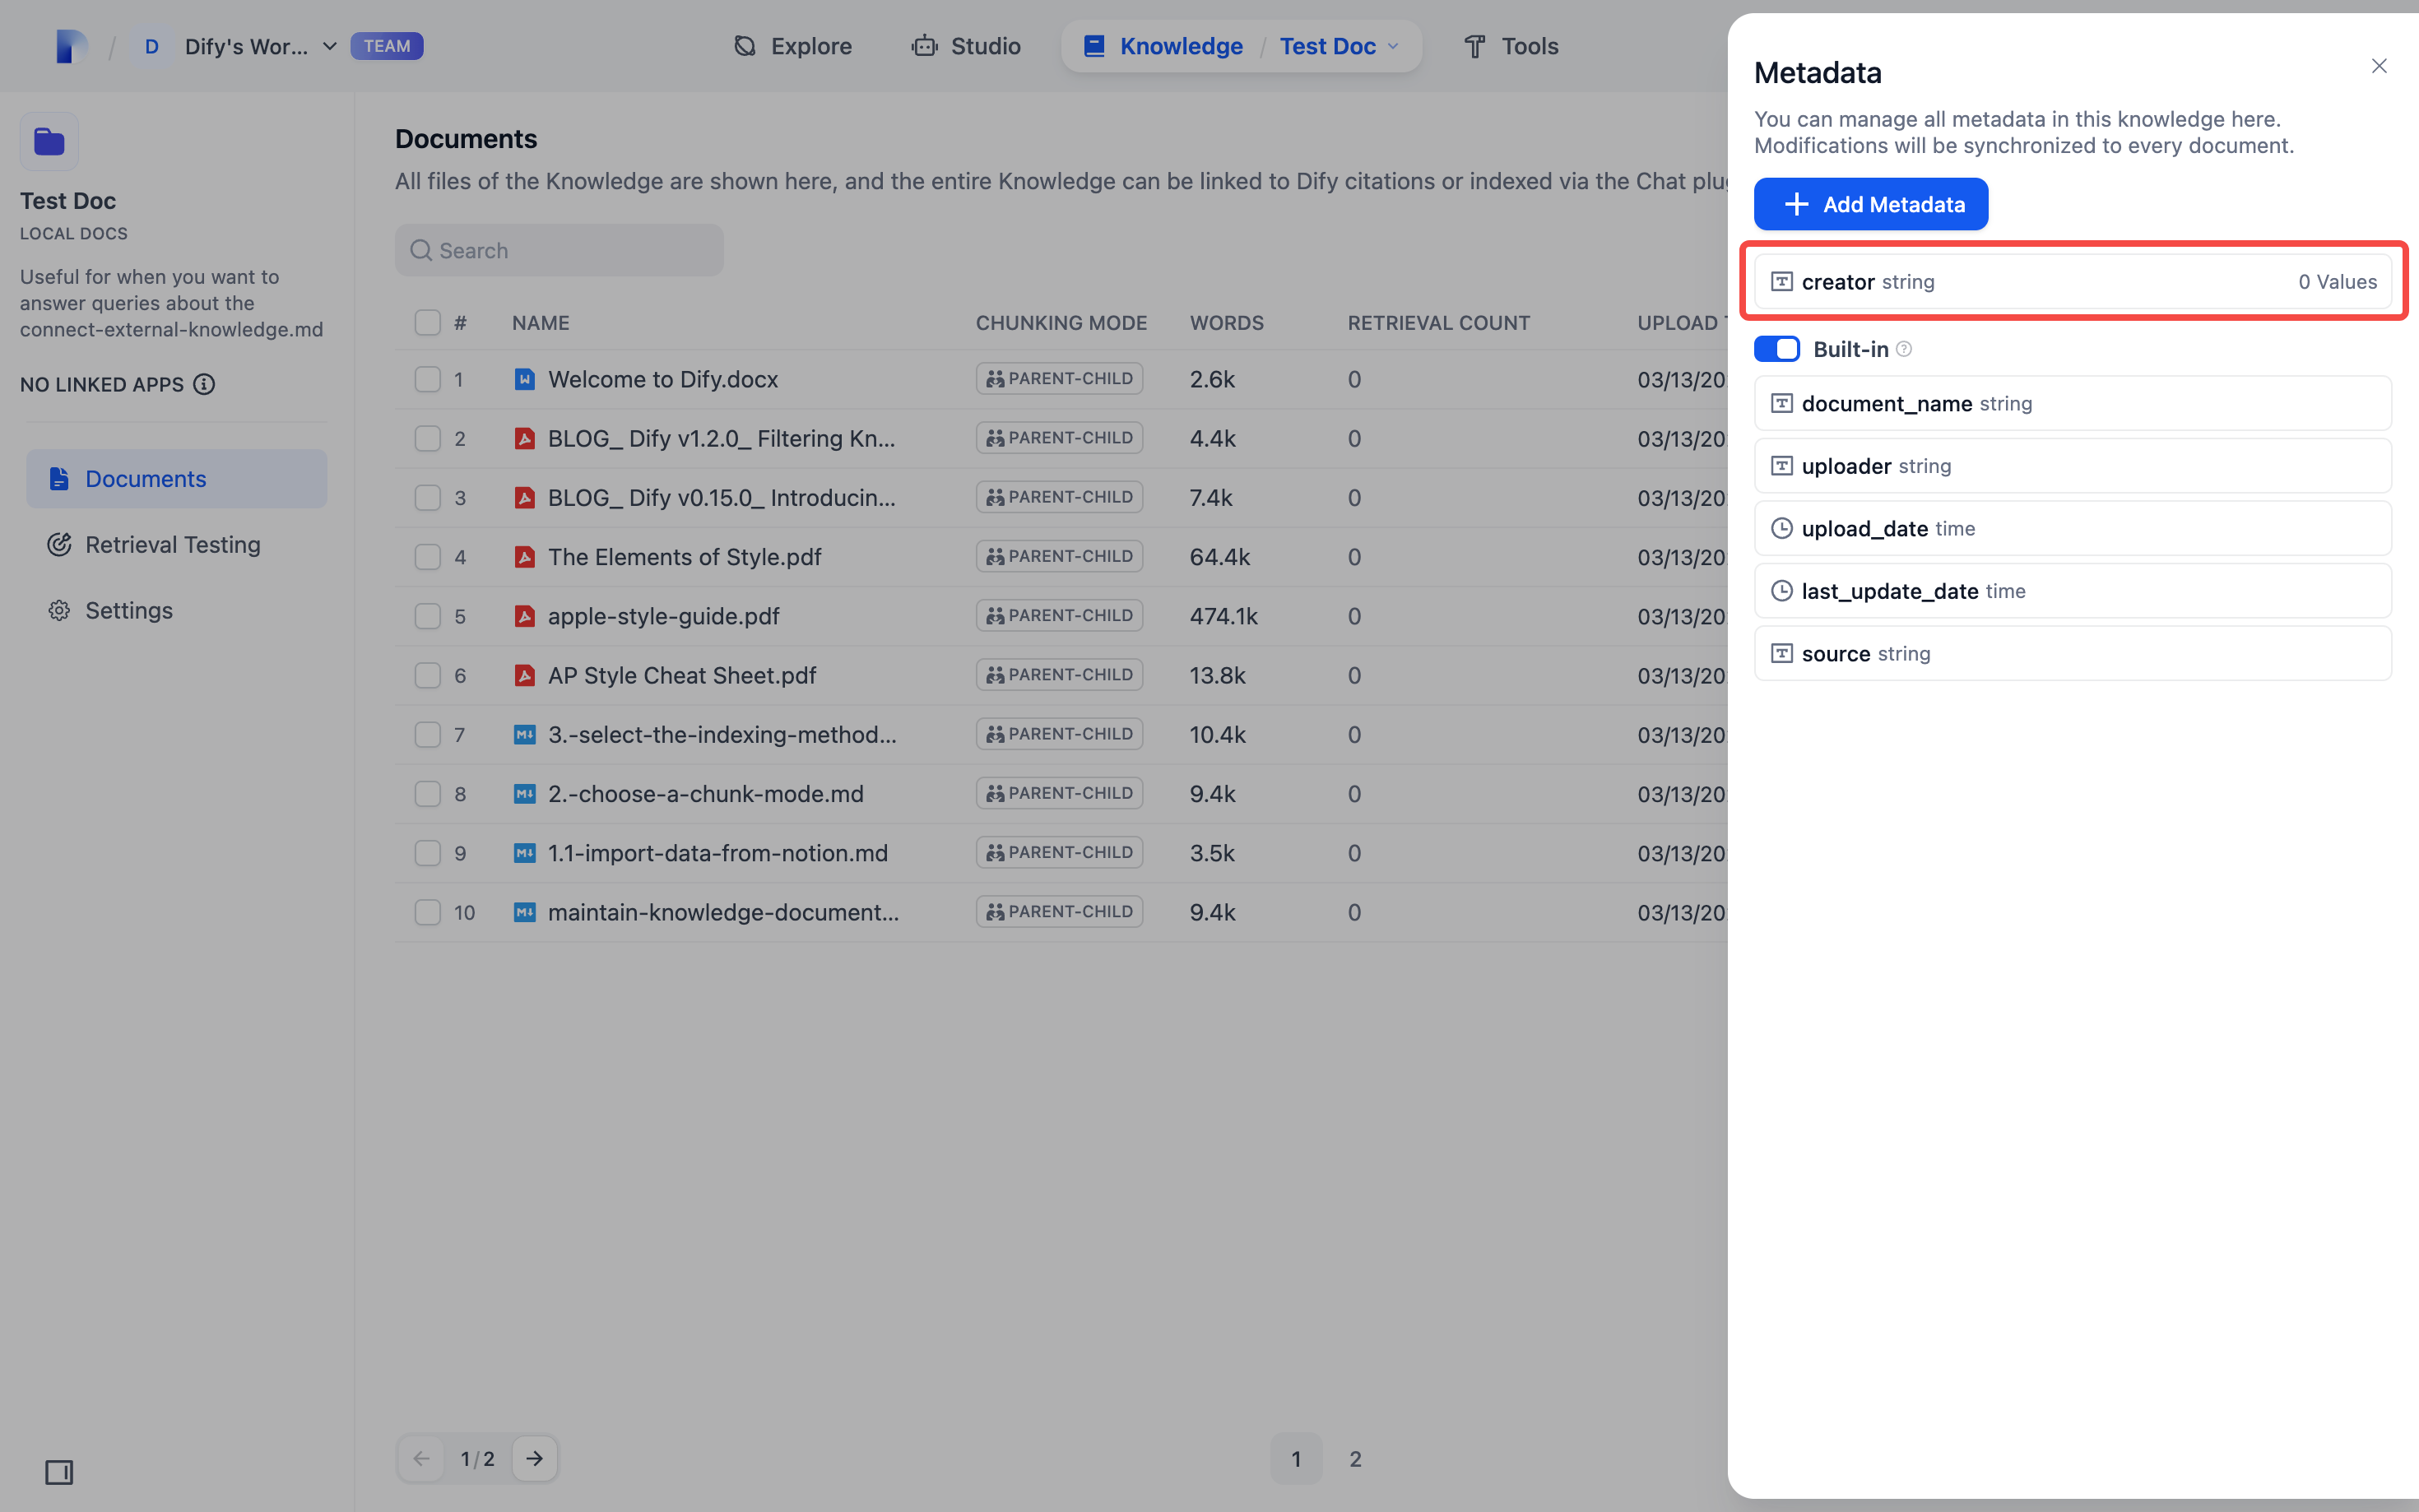 D Dify's Wor... TEAM
Explore
Studio
Knowledge / Test Doc
Tools
Test Doc
LOCAL DOCS
Useful for when you want to
answer queries about the
connect-external-knowledge.md
NO LINKED APPS
Documents
Retrieval Testing
Settings
Documents
All files of the Knowledge are shown here, and the entire Knowledge can be linked to Dify citations or indexed via the Chat plu
Search
# NAME CHUNKING MODE WORDS RETRIEVAL COUNT UPLOAD
1 Welcome to Dify.docx PARENT-CHILD 2.6k 0 03/13/20
2 BLOG_ Dify v1.2.0_ Filtering Kn... PARENT-CHILD 4.4k 0 03/13/20
3 BLOG_ Dify v0.15.0_ Introducin... PARENT-CHILD 7.4k 0 03/13/20
4 The Elements of Style.pdf PARENT-CHILD 64.4k 0 03/13/20
5 apple-style-guide.pdf PARENT-CHILD 474.1k 0 03/13/20
6 AP Style Cheat Sheet.pdf PARENT-CHILD 13.8k 0 03/13/20
7 3.-select-the-indexing-method... PARENT-CHILD 10.4k 0 03/13/20
8 2.-choose-a-chunk-mode.md PARENT-CHILD 9.4k 0 03/13/20
9 1.1-import-data-from-notion.md PARENT-CHILD 3.5k 0 03/13/20
10 maintain-knowledge-document... PARENT-CHILD 9.4k 0 03/13/20
1 / 2
1 2
Metadata
You can manage all metadata in this knowledge here.
Modifications will be synchronized to every document.
Add Metadata
creator string 0 Values
Built-in
document_name string
uploader string
upload_date time
last_update_date time
source string